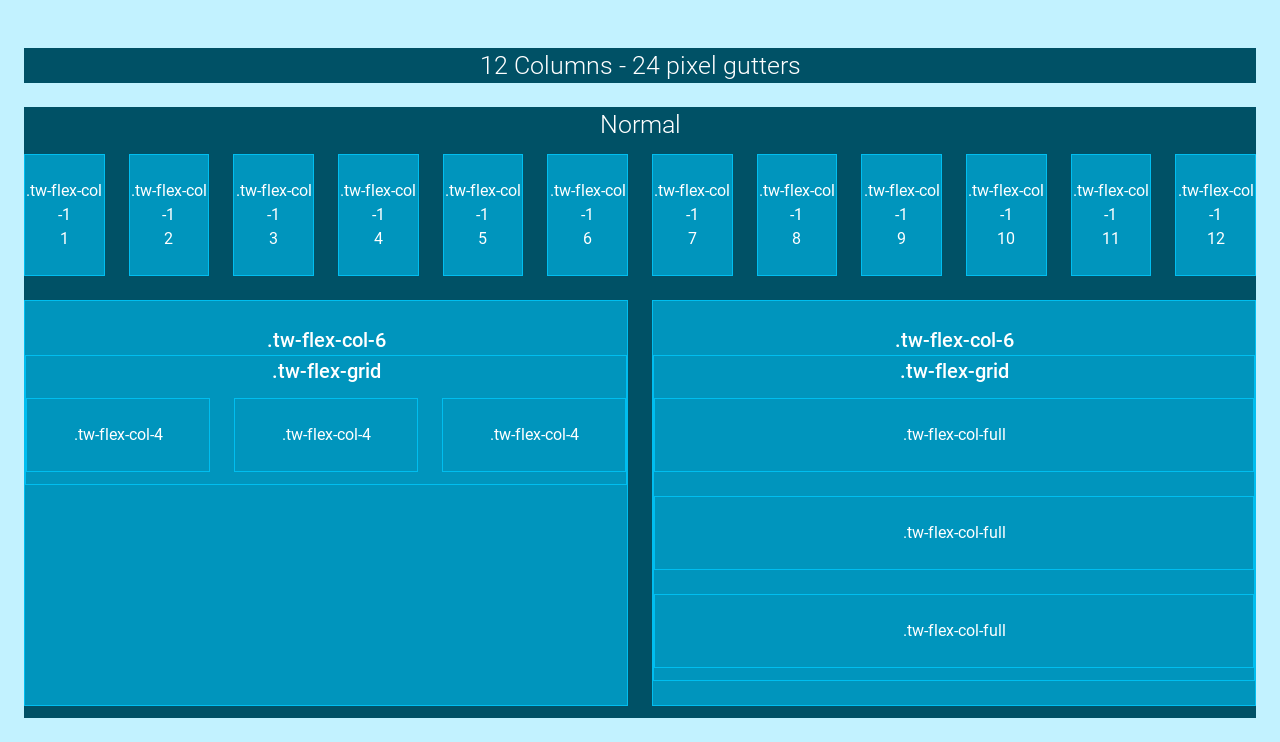 12 Columns - 24 pixel gutters
Normal
.tw-flex-col
-1
1
.tw-flex-col
-1
2
.tw-flex-col
-1
3
.tw-flex-col
-1
4
.tw-flex-col
-1
5
.tw-flex-col
-1
6
.tw-flex-col
-1
7
.tw-flex-col
-1
8
.tw-flex-col
-1
9
.tw-flex-col
-1
10
.tw-flex-col
-1
11
.tw-flex-col
-1
12
.tw-flex-col-6
.tw-flex-grid
.tw-flex-col-4
.tw-flex-col-4
.tw-flex-col-4
.tw-flex-col-6
.tw-flex-grid
.tw-flex-col-full
.tw-flex-col-full
.tw-flex-col-full